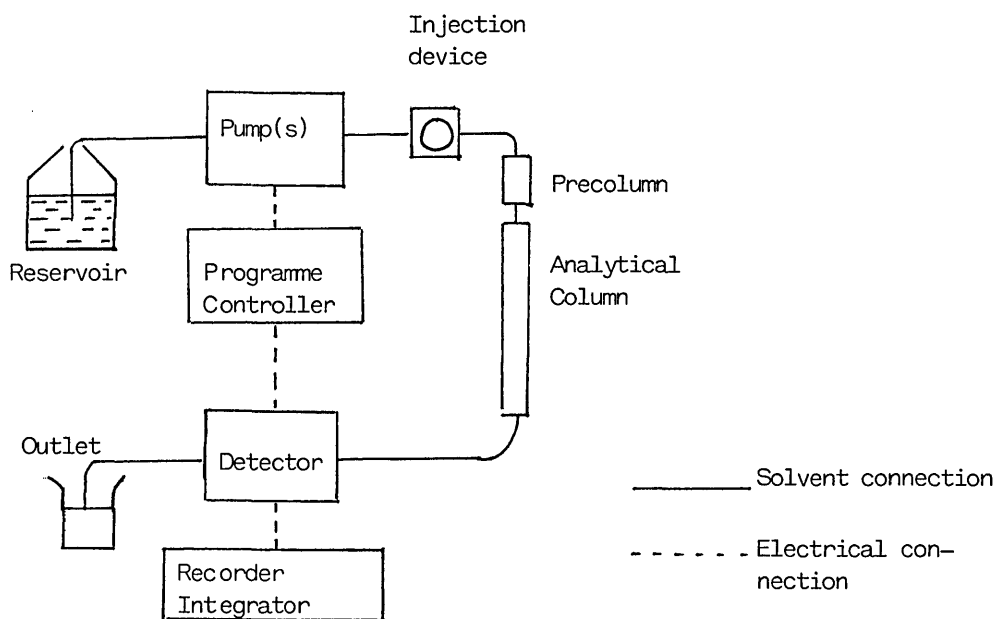 Injection
device
Pump(s)
Precolumn
Reservoir
Programme
Controller
Analytical
Column
Outlet
Detector
Solvent connection
Electrical con-
nection
Recorder
Integrator